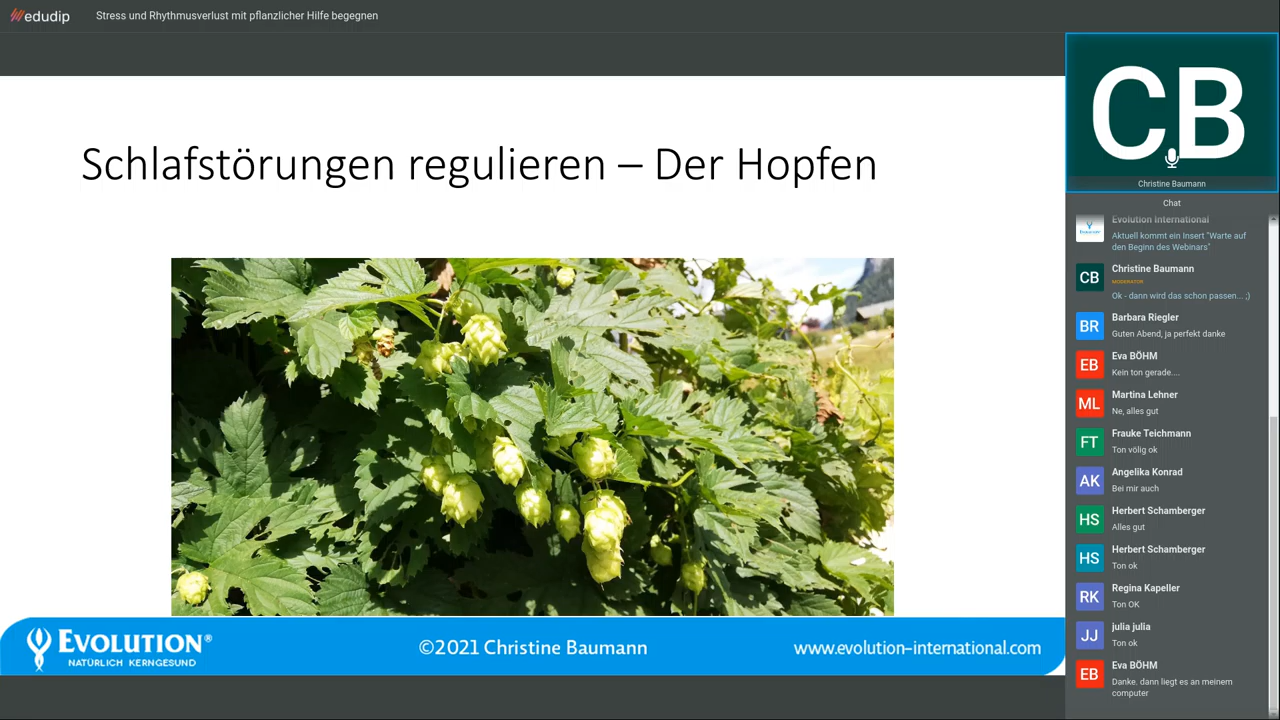 edudip
Stress und Rhythmusverlust mit pflanzlicher Hilfe begegnen
Schlafstörungen regulieren – Der Hopfen
EVOLUTION®
NATÜRLICH KERNGESUND
©2021 Christine Baumann
www.evolution-international.com
CB
Christine Baumann
Chat
Evolution International
Aktuell kommt ein Insert "Warte auf
den Beginn des Webinars"
CB
Christine Baumann
MODERATOR
Ok - dann wird das schon passen... ;)
BR
Barbara Riegler
Guten Abend, ja perfekt danke
EB
Eva BÖHM
Kein ton gerade....
ML
Martina Lehner
Ne, alles gut
FT
Frauke Teichmann
Ton völig ok
AK
Angelika Konrad
Bei mir auch
HS
Herbert Schamberger
Alles gut
HS
Herbert Schamberger
Ton ok
RK
Regina Kapeller
Ton OK
JJ
julia julia
Ton ok
EB
Eva BÖHM
Danke. dann liegt es an meinem
computer